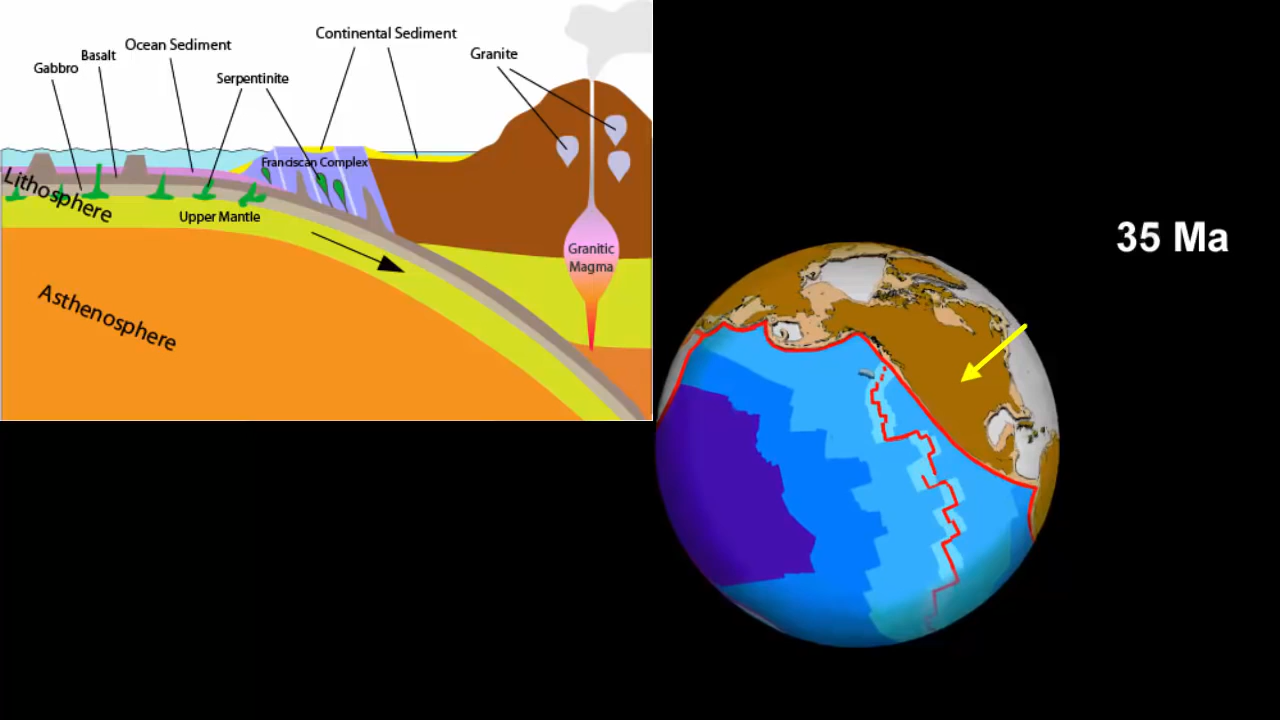 Continental Sediment
Ocean Sediment
Granite
Basalt
Gabbro
Serpentinite
Franciscan Complex
Lithosphere
Upper Mantle
Granitic
Magma
Asthenosphere
35 Ma